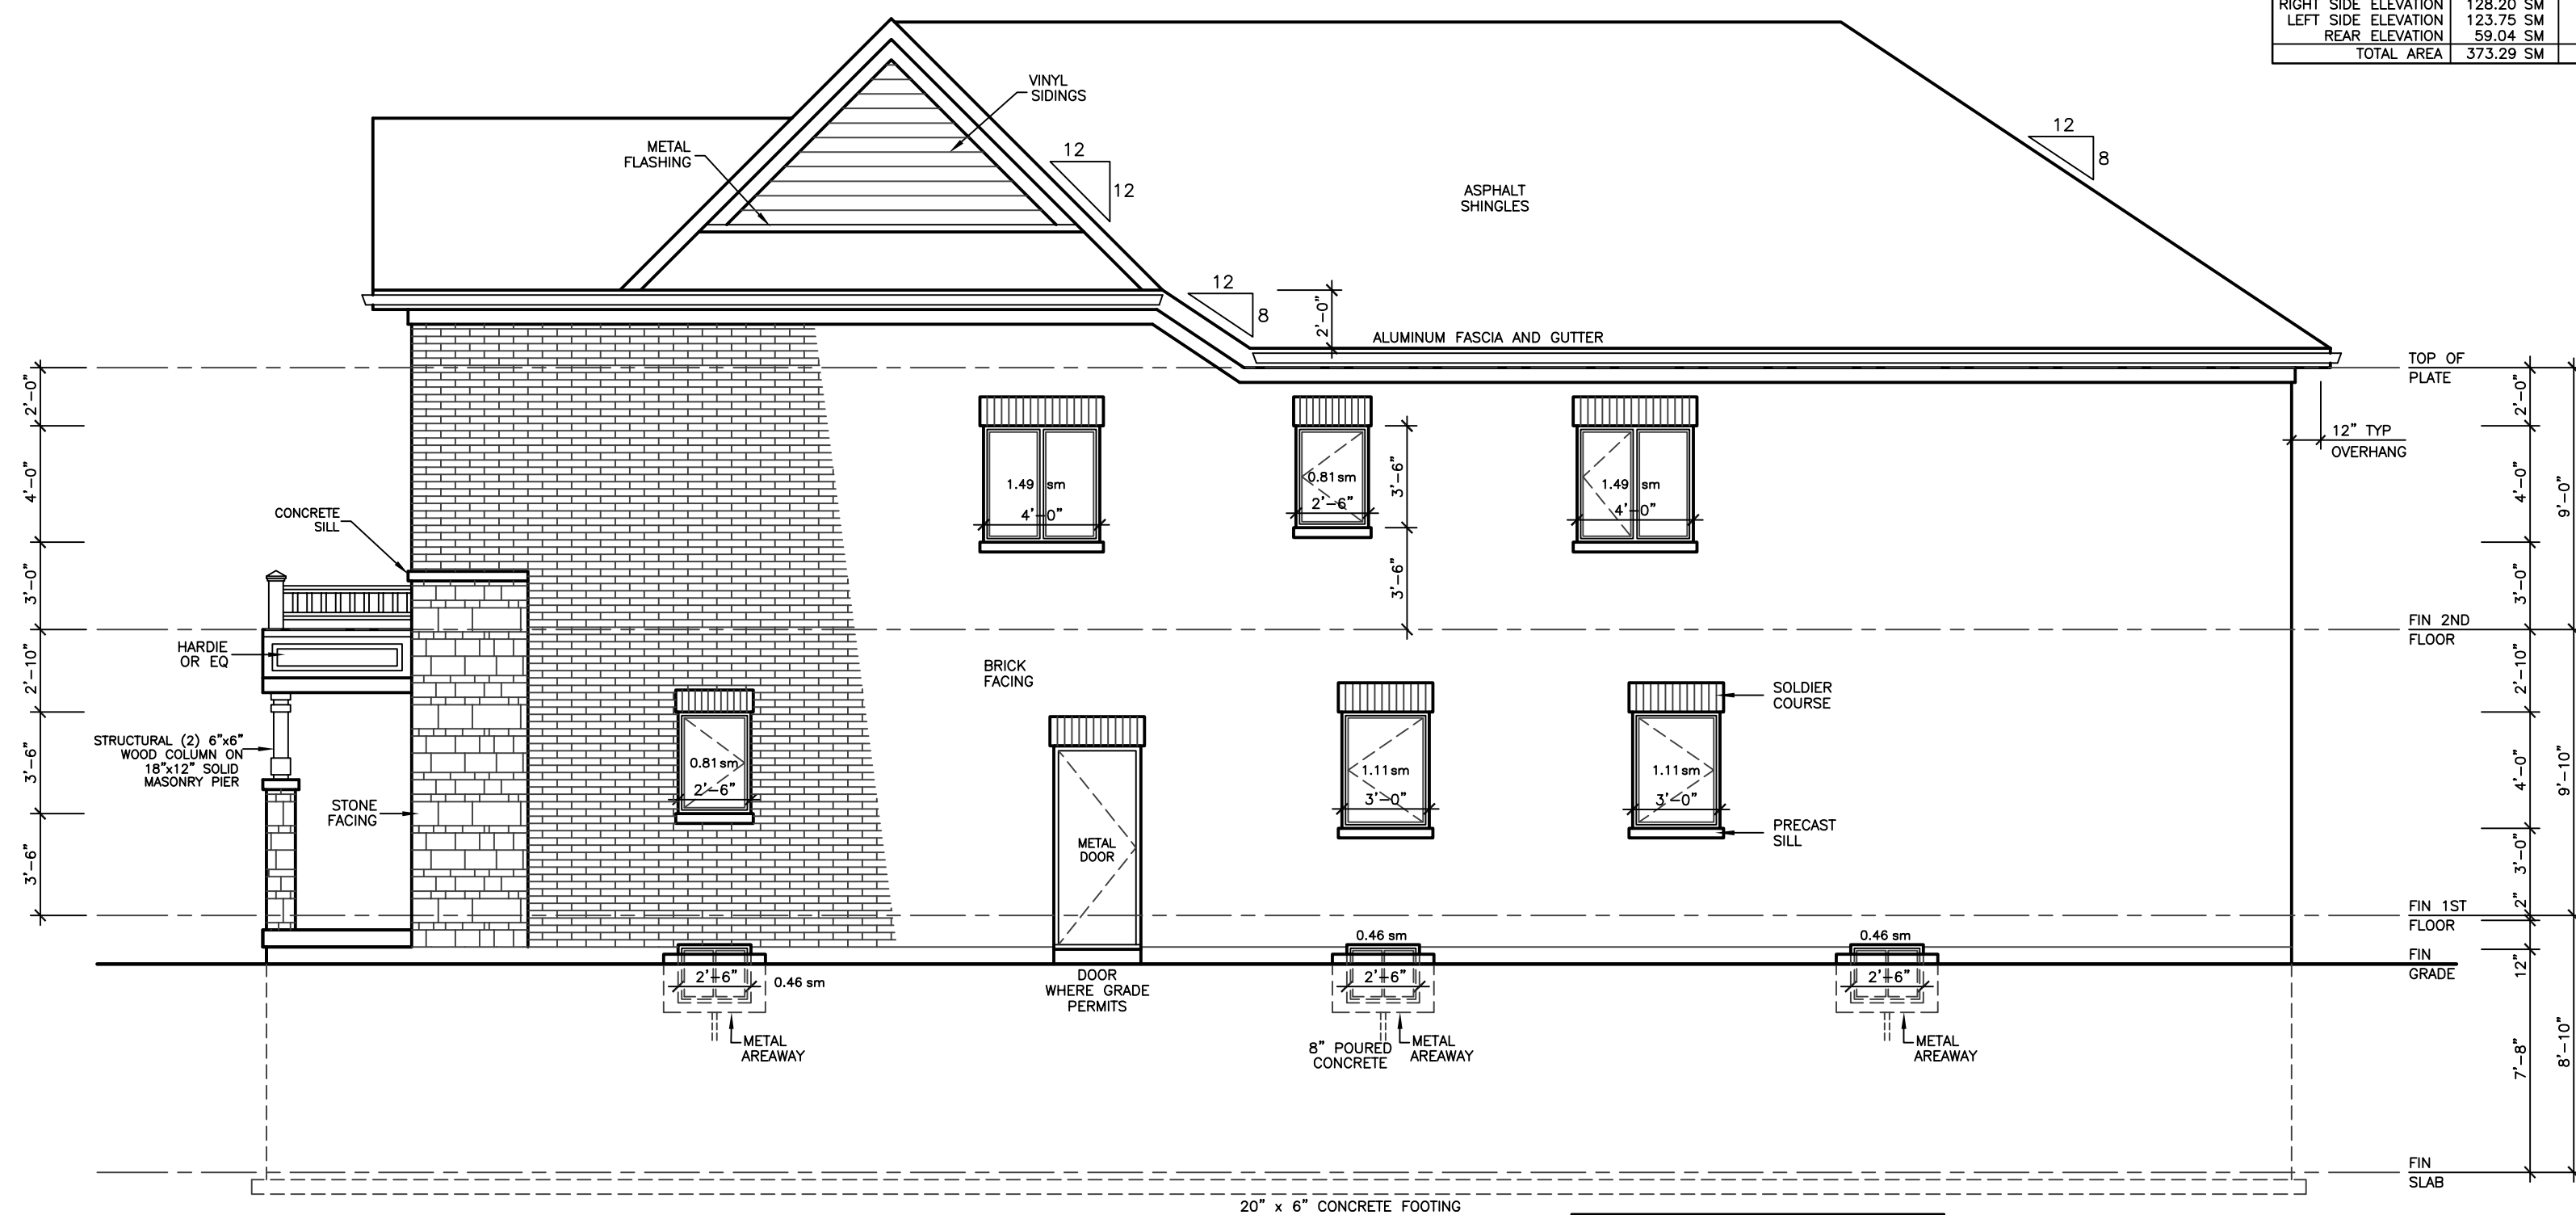 RIGHT SIDE ELEVATION 128.20 SM
LEFT SIDE ELEVATION 123.75 SM
REAR ELEVATION 59.04 SM
TOTAL AREA 373.29 SM
VINYL
SIDINGS
METAL
FLASHING
12
12
12
8
ASPHALT
SHINGLES
12
8
2'-0"
ALUMINUM FASCIA AND GUTTER
TOP OF
PLATE
2'-0"
4'-0"
3'-0"
2'-10"
3'-6"
3'-6"
12" TYP
OVERHANG
1.49 sm
4'-0"
0.81 sm
2'-6"
3'-6"
3'-6"
1.49 sm
4'-0"
CONCRETE
SILL
HARDIE
OR EQ
STRUCTURAL (2) 6"x6"
WOOD COLUMN ON
18"x12" SOLID
MASONRY PIER
STONE
FACING
BRICK
FACING
0.81 sm
2'-6"
METAL
DOOR
1.11 sm
3'-0"
1.11 sm
3'-0"
SOLDIER
COURSE
PRECAST
SILL
FIN 2ND
FLOOR
FIN 1ST
FLOOR
FIN
GRADE
2'-0"
4'-0"
3'-0"
2'-10"
4'-0"
3'-0"
2"
12"
7'-8"
9'-0"
9'-10"
8'-10"
2'-6"
0.46 sm
METAL
AREAWAY
DOOR
WHERE GRADE
PERMITS
0.46 sm
2'-6"
8" POURED
CONCRETE
METAL
AREAWAY
0.46 sm
2'-6"
METAL
AREAWAY
FIN
SLAB
20" x 6" CONCRETE FOOTING